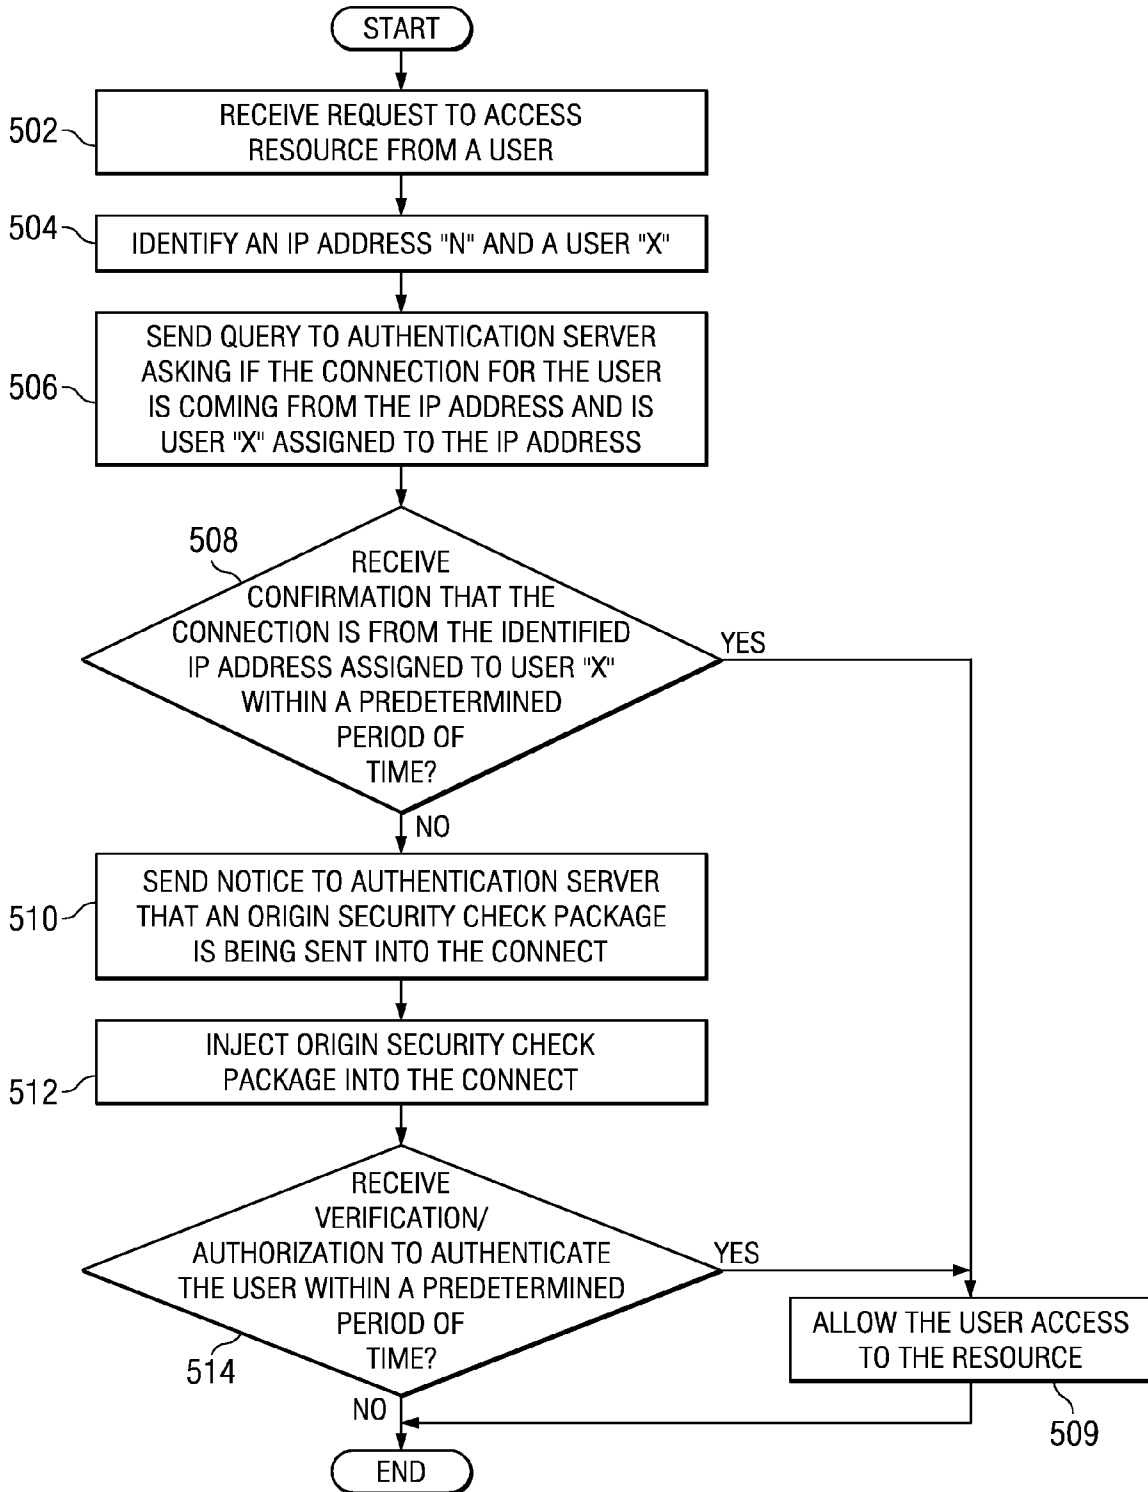 START
502
RECEIVE REQUEST TO ACCESS
RESOURCE FROM A USER
504
IDENTIFY AN IP ADDRESS "N" AND A USER "X"
506
SEND QUERY TO AUTHENTICATION SERVER
ASKING IF THE CONNECTION FOR THE USER
IS COMING FROM THE IP ADDRESS AND IS
USER "X" ASSIGNED TO THE IP ADDRESS
508
RECEIVE
CONFIRMATION THAT THE
CONNECTION IS FROM THE IDENTIFIED
IP ADDRESS ASSIGNED TO USER "X"
WITHIN A PREDETERMINED
PERIOD OF
TIME?
YES
NO
510
SEND NOTICE TO AUTHENTICATION SERVER
THAT AN ORIGIN SECURITY CHECK PACKAGE
IS BEING SENT INTO THE CONNECT
512
INJECT ORIGIN SECURITY CHECK
PACKAGE INTO THE CONNECT
RECEIVE
VERIFICATION/
AUTHORIZATION TO AUTHENTICATE
THE USER WITHIN A PREDETERMINED
PERIOD OF
TIME?
514
YES
NO
ALLOW THE USER ACCESS
TO THE RESOURCE
509
END